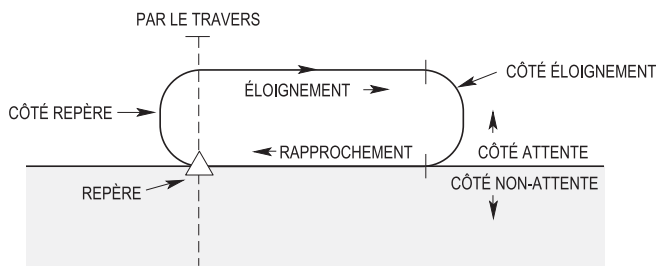 PAR LE TRAVERS
CÔTÉ ÉLOIGNEMENT
ÉLOIGNEMENT
CÔTÉ REPÈRE
RAPPROCHEMENT
CÔTÉ ATTENTE
CÔTÉ NON-ATTENTE
REPÈRE